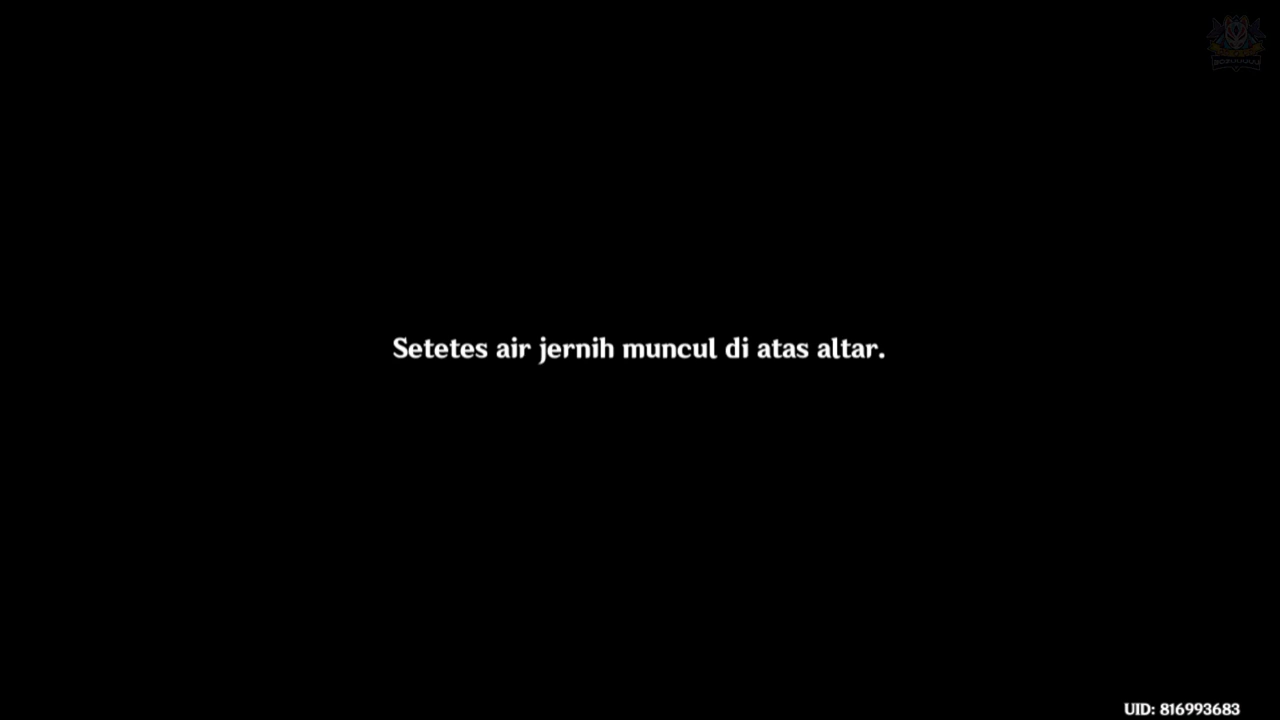 Setetes air jernih muncul di atas altar.
UID: 816993683